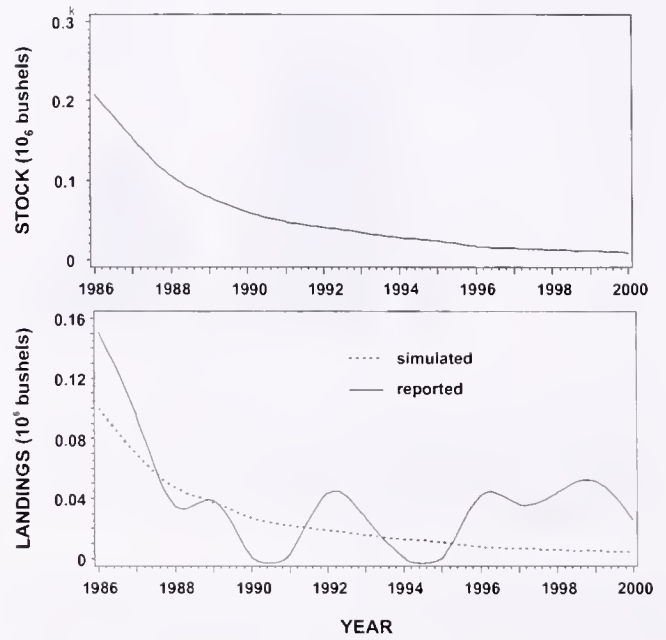 k
0.3
0.2
0.1
0
STOCK (10₆ bushels)
1986 1988 1990 1992 1994 1996 1998 2000
0.16
0.12
0.08
0.04
0
LANDINGS (10⁶ bushels)
simulated
reported
1986 1988 1990 1992 1994 1996 1998 2000
YEAR